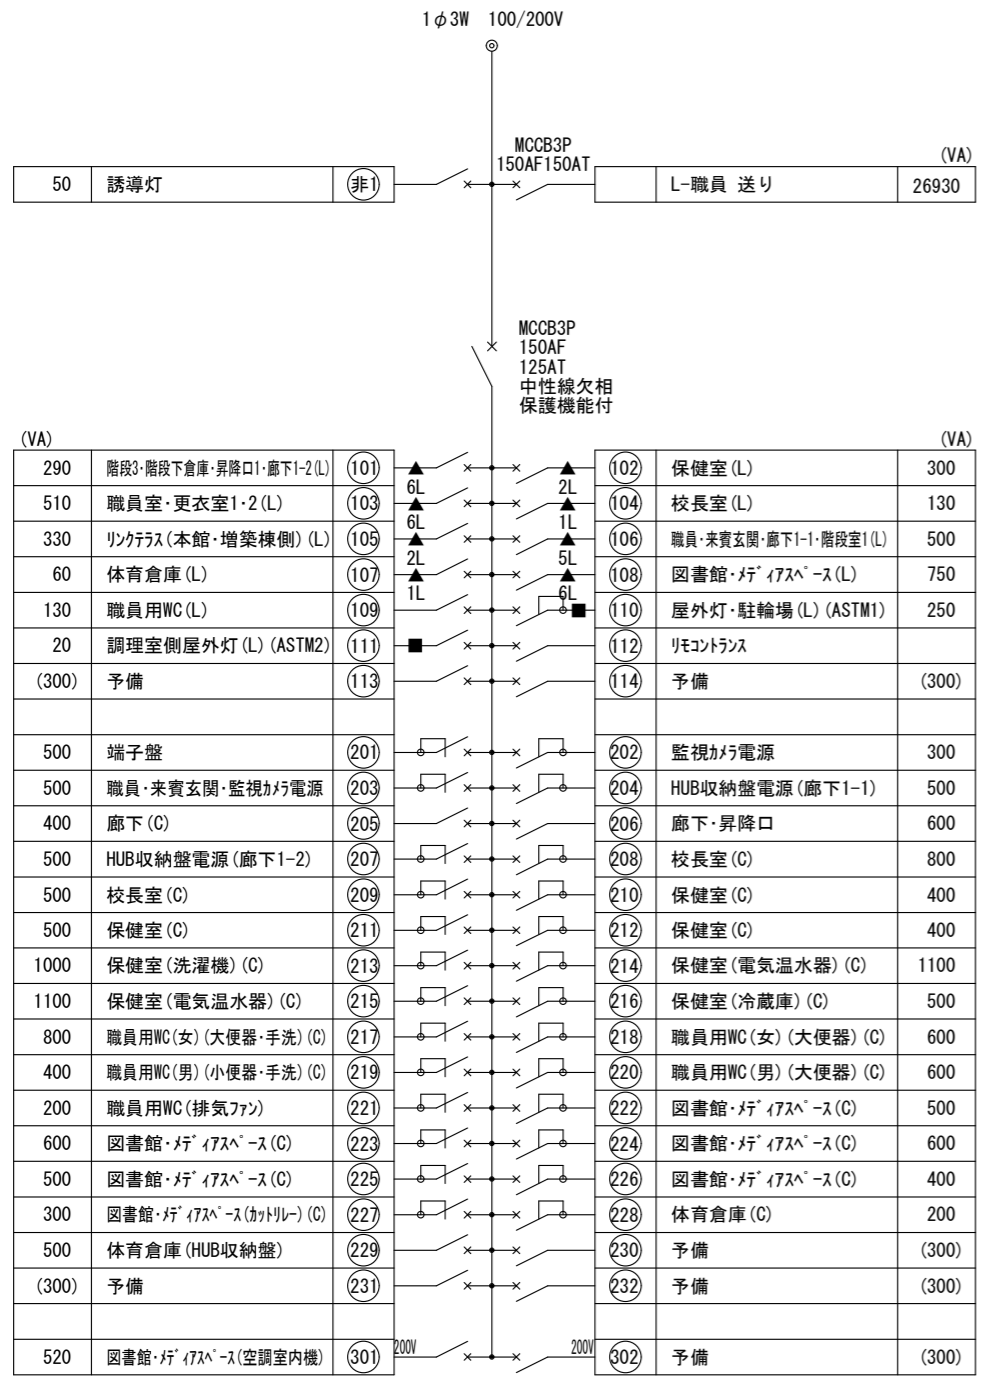 1φ3W 100/200V
MCCB3P
150AF150AT
(VA)
50 誘導灯 非1 L-職員 送り 26930
MCCB3P
150AF
125AT
中性線欠相
保護機能付
(VA) (VA)
290 階段3・階段下倉庫・昇降口1・廊下1-2(L) 101 6L 2L 102 保健室(L) 300
510 職員室・更衣室1・2(L) 103 6L 1L 104 校長室(L) 130
330 リンクテラス(本館・増築棟側)(L) 105 2L 5L 106 職員・来賓玄関・廊下1-1・階段室1(L) 500
60 体育倉庫(L) 107 1L 6L 108 図書館・メディアスペース(L) 750
130 職員用WC(L) 109 110 屋外灯・駐輪場(L)(ASTM1) 250
20 調理室側屋外灯(L)(ASTM2) 111 112 リモコントランス
(300) 予備 113 114 予備 (300)
500 端子盤 201 202 監視カメラ電源 300
500 職員・来賓玄関・監視カメラ電源 203 204 HUB収納盤電源(廊下1-1) 500
400 廊下(C) 205 206 廊下・昇降口 600
500 HUB収納盤電源(廊下1-2) 207 208 校長室(C) 800
500 校長室(C) 209 210 保健室(C) 400
500 保健室(C) 211 212 保健室(C) 400
1000 保健室(洗濯機)(C) 213 214 保健室(電気温水器)(C) 1100
1100 保健室(電気温水器)(C) 215 216 保健室(冷蔵庫)(C) 500
800 職員用WC(女)(大便器・手洗)(C) 217 218 職員用WC(女)(大便器)(C) 600
400 職員用WC(男)(小便器・手洗)(C) 219 220 職員用WC(男)(大便器)(C) 600
200 職員用WC(排気ファン) 221 222 図書館・メディアスペース(C) 500
600 図書館・メディアスペース(C) 223 224 図書館・メディアスペース(C) 600
500 図書館・メディアスペース(C) 225 226 図書館・メディアスペース(C) 400
300 図書館・メディアスペース(カットリレー)(C) 227 228 体育倉庫(C) 200
500 体育倉庫(HUB収納盤) 229 230 予備 (300)
(300) 予備 231 232 予備 (300)
520 図書館・メディアスペース(空調室内機) 301 200V 200V 302 予備 (300)